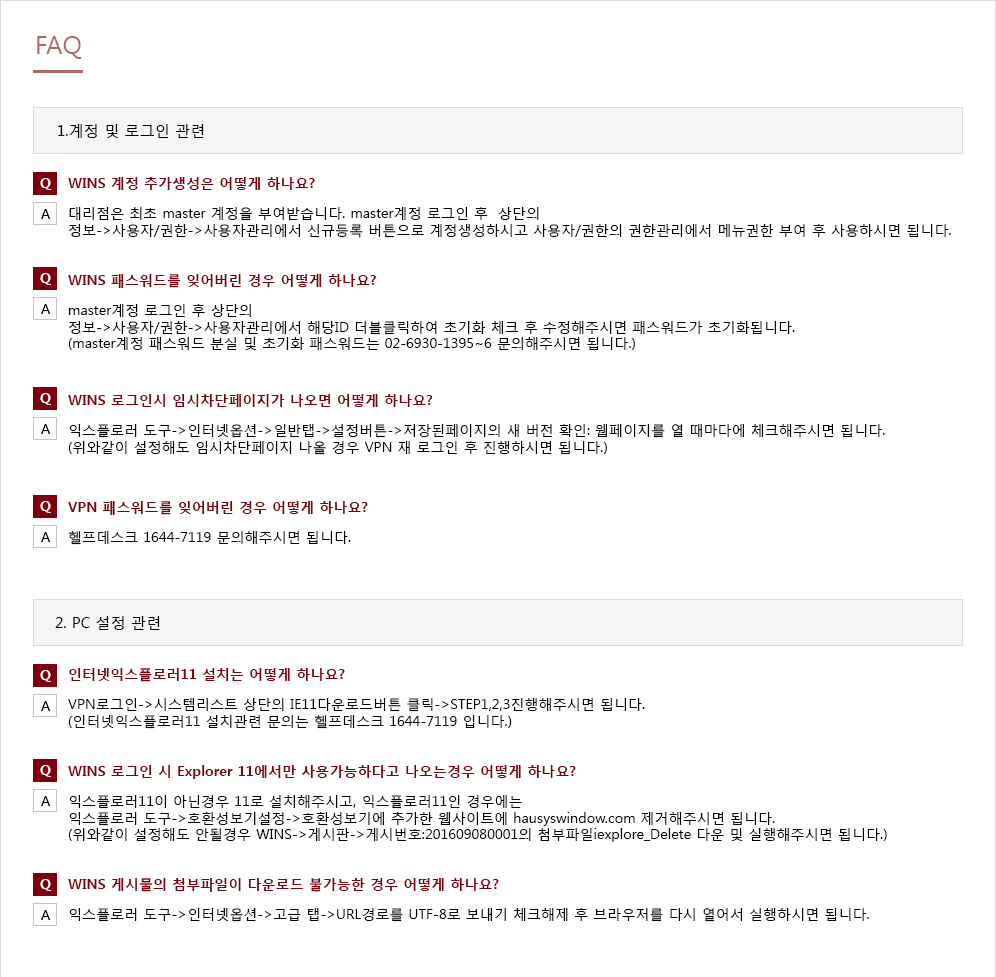 FAQ
1.계정 및 로그인 관련
Q WINS 계정 추가생성은 어떻게 하나요?
A 대리점은 최초 master 계정을 부여받습니다. master계정 로그인 후 상단의
정보->사용자/권한->사용자관리에서 신규등록 버튼으로 계정생성하시고 사용자/권한의 권한관리에서 메뉴권한 부여 후 사용하시면 됩니다.
Q WINS 패스워드를 잊어버린 경우 어떻게 하나요?
A master계정 로그인 후 상단의
정보->사용자/권한->사용자관리에서 해당ID 더블클릭하여 초기화 체크 후 수정해주시면 패스워드가 초기화됩니다.
(master계정 패스워드 분실 및 초기화 패스워드는 02-6930-1395~6 문의해주시면 됩니다.)
Q WINS 로그인시 임시차단페이지가 나오면 어떻게 하나요?
A 익스플로러 도구->인터넷옵션->일반탭->설정버튼->저장된페이지의 새 버전 확인: 웹페이지를 열 때마다에 체크해주시면 됩니다.
(위와같이 설정해도 임시차단페이지 나올 경우 VPN 재 로그인 후 진행하시면 됩니다.)
Q VPN 패스워드를 잊어버린 경우 어떻게 하나요?
A 헬프데스크 1644-7119 문의해주시면 됩니다.
2. PC 설정 관련
Q 인터넷익스플로러11 설치는 어떻게 하나요?
A VPN로그인->시스템리스트 상단의 IE11다운로드버튼 클릭->STEP1,2,3진행해주시면 됩니다.
(인터넷익스플로러11 설치관련 문의는 헬프데스크 1644-7119 입니다.)
Q WINS 로그인 시 Explorer 11에서만 사용가능하다고 나오는경우 어떻게 하나요?
A 익스플로러11이 아닌경우 11로 설치해주시고, 익스플로러11인 경우에는
익스플로러 도구->호환성보기설정->호환성보기에 추가한 웹사이트에 hausyswindow.com 제거해주시면 됩니다.
(위와같이 설정해도 안될경우 WINS->게시판->게시번호:201609080001의 첨부파일iexplore_Delete 다운 및 실행해주시면 됩니다.)
Q WINS 게시물의 첨부파일이 다운로드 불가능한 경우 어떻게 하나요?
A 익스플로러 도구->인터넷옵션->고급 탭->URL경로를 UTF-8로 보내기 체크해제 후 브라우저를 다시 열어서 실행하시면 됩니다.